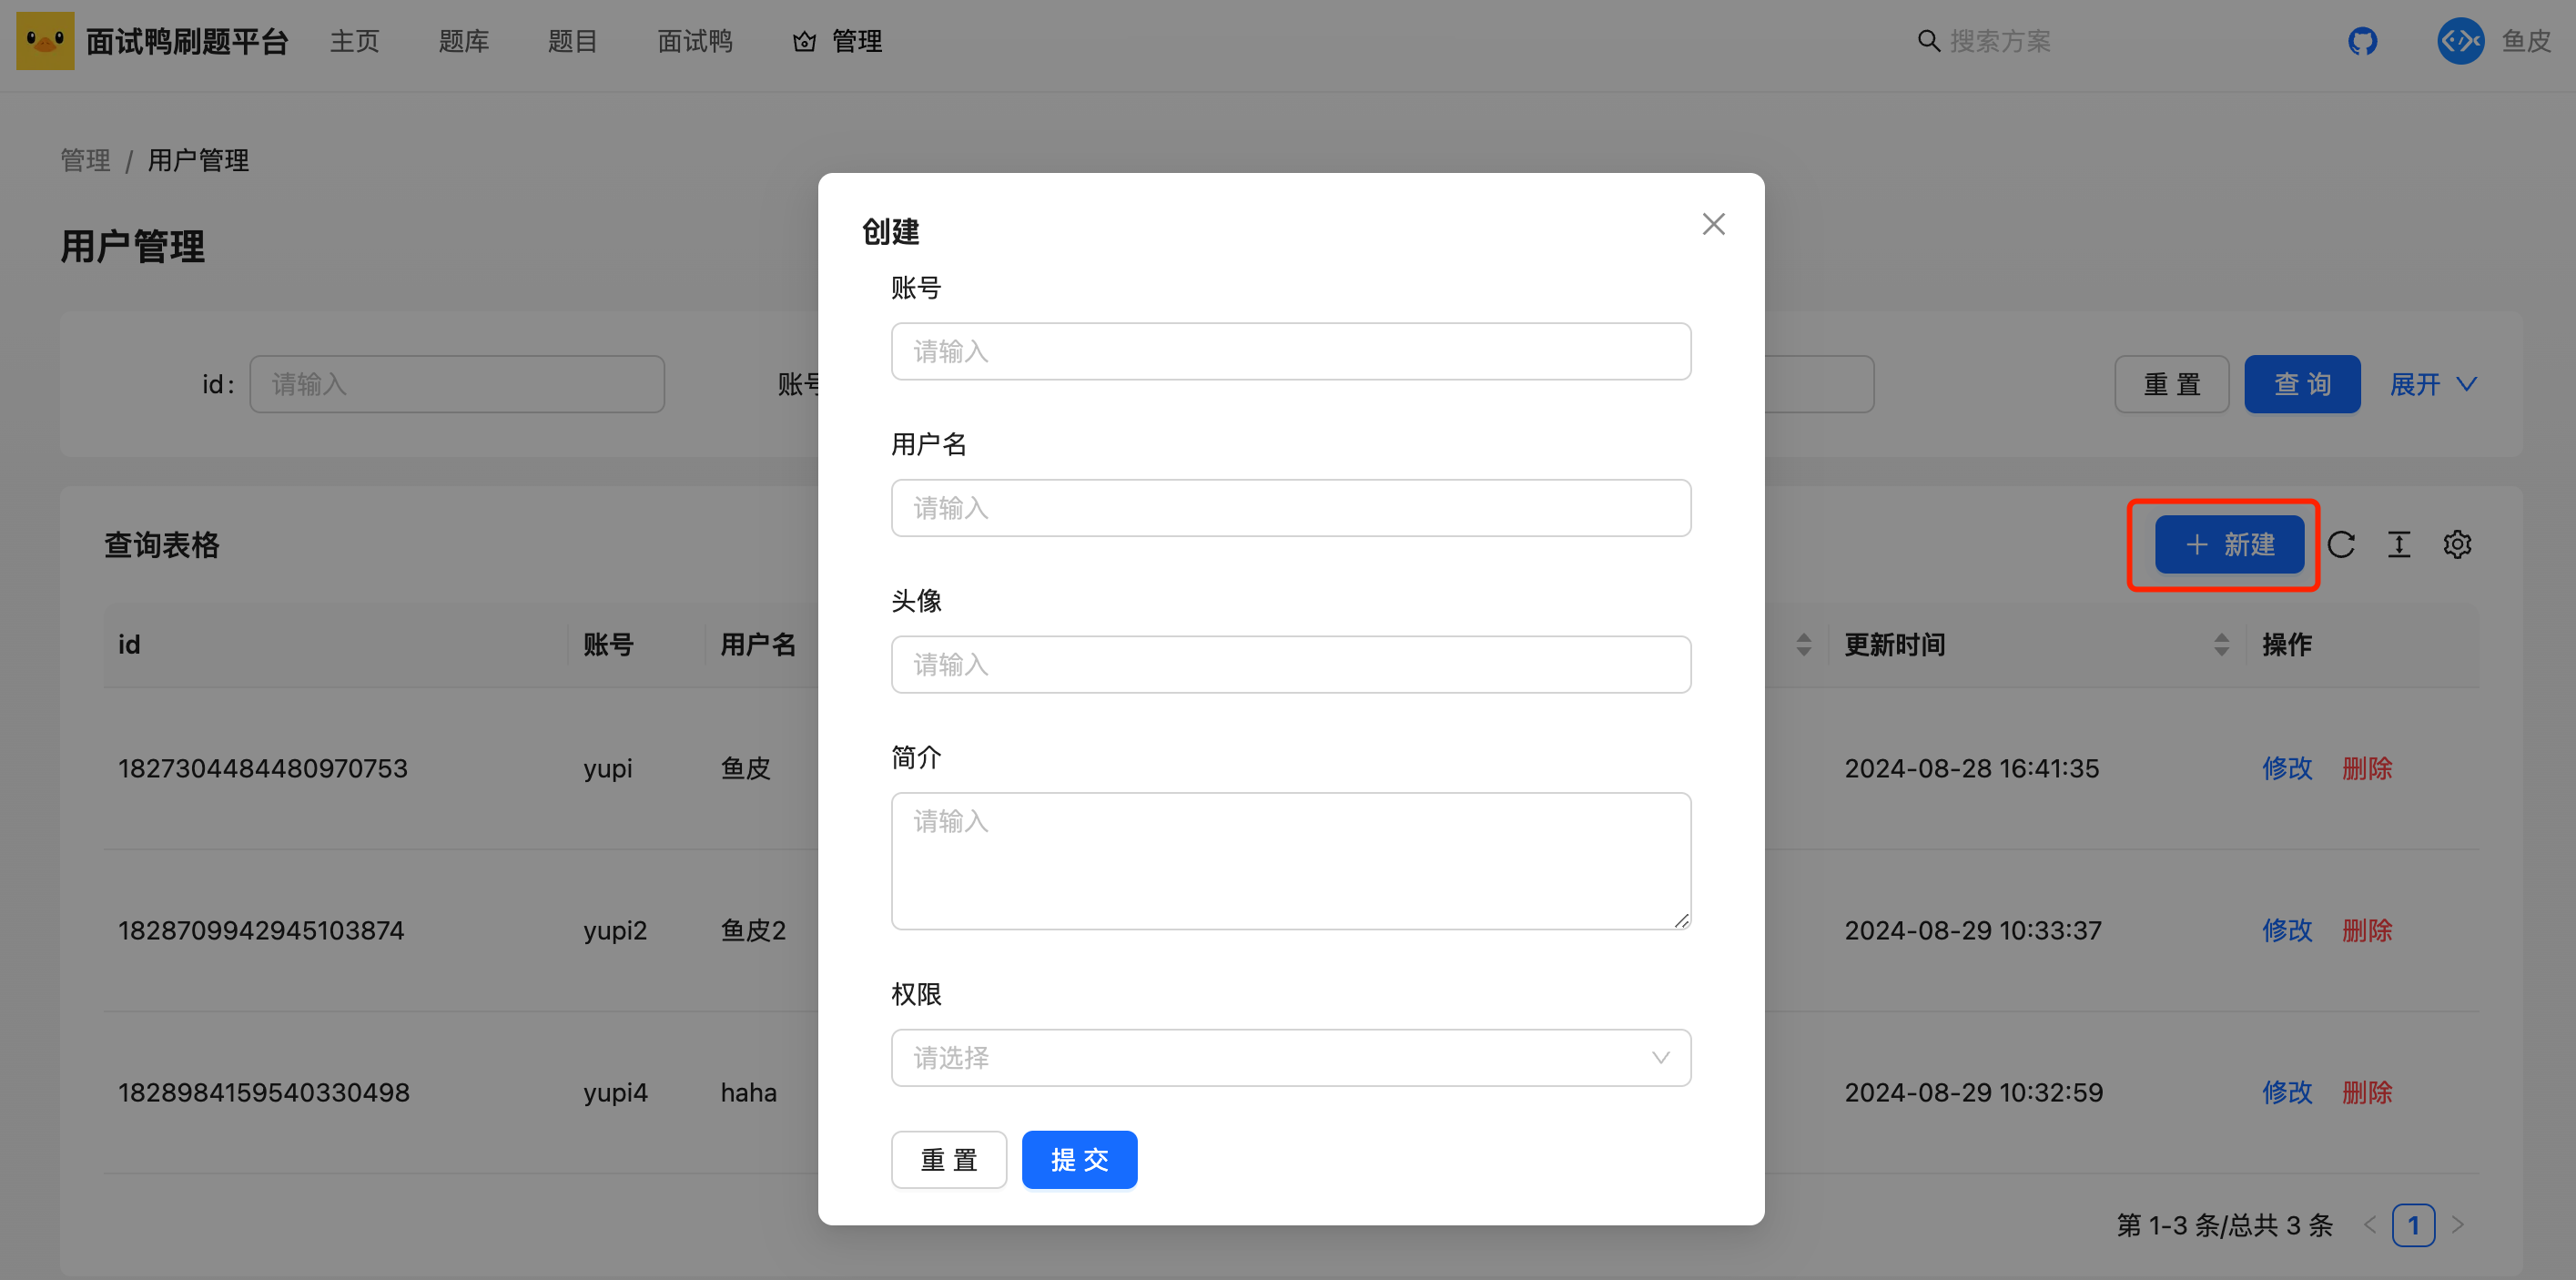 面试鸭刷题平台 主页 题库 题目 面试鸭 管理 搜索方案 鱼皮
管理 / 用户管理
用户管理
id: 请输入 账号 重 置 查 询 展开
查询表格 + 新建
id 账号 用户名 更新时间 操作
1827304484480970753 yupi 鱼皮 2024-08-28 16:41:35 修改 删除
1828709942945103874 yupi2 鱼皮2 2024-08-29 10:33:37 修改 删除
1828984159540330498 yupi4 haha 2024-08-29 10:32:59 修改 删除
第 1-3 条/总共 3 条 < 1 >
创建
账号
请输入
用户名
请输入
头像
请输入
简介
请输入
权限
请选择
重 置 提 交